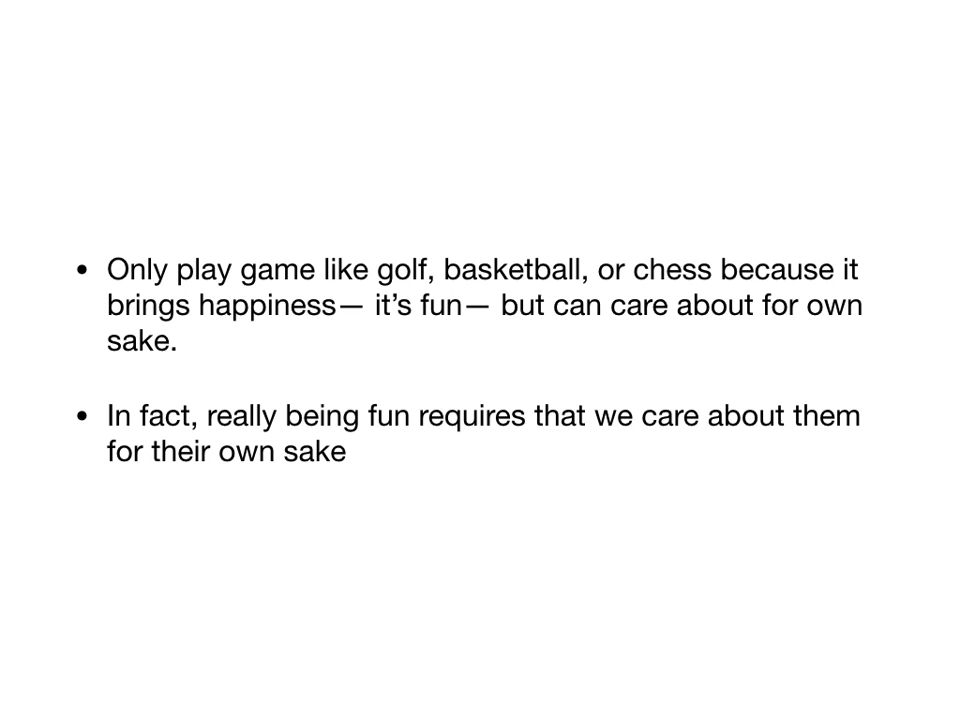 • Only play game like golf, basketball, or chess because it
brings happiness— it’s fun— but can care about for own
sake.
• In fact, really being fun requires that we care about them
for their own sake